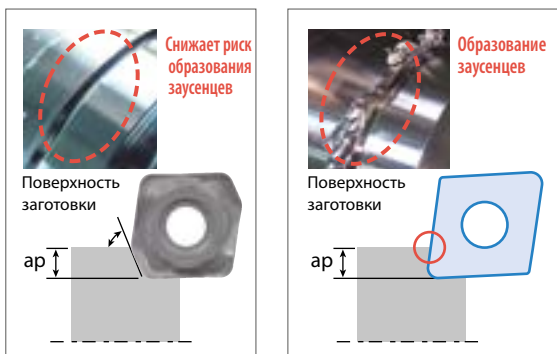 Снижает риск
образования
заусенцев
Поверхность
заготовки
ap
Образование
заусенцев
Поверхность
заготовки
ap